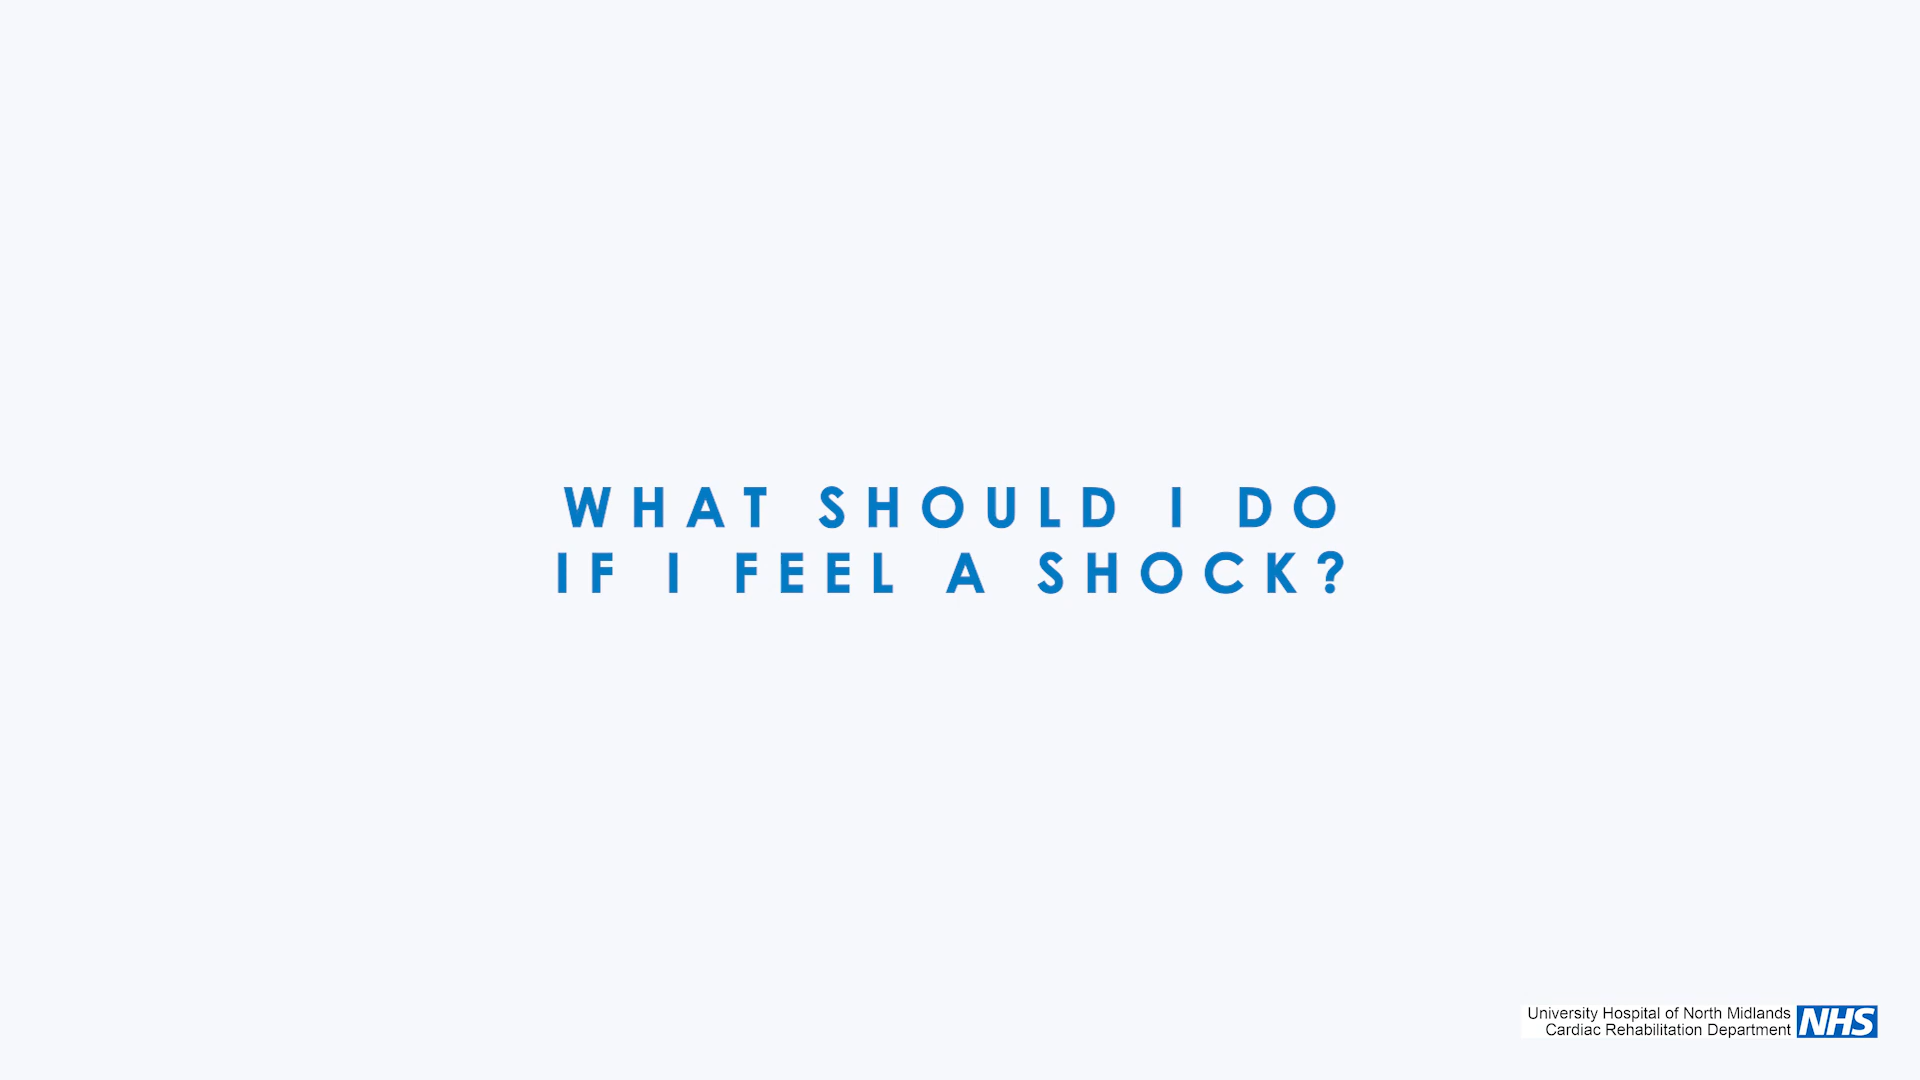 WHAT SHOULD I DO
IF I FEEL A SHOCK?
University Hospital of North Midlands
Cardiac Rehabilitation Department
NHS